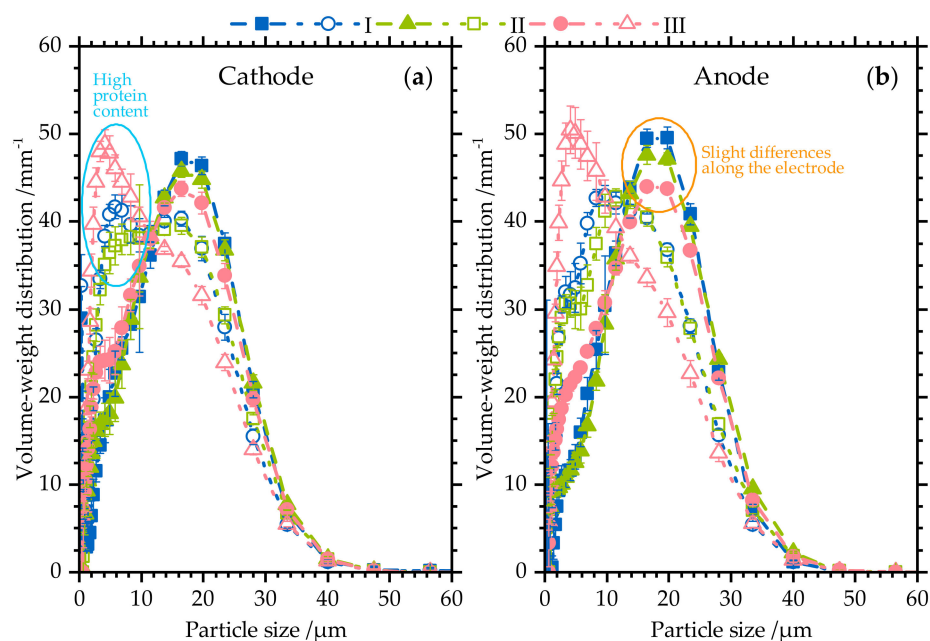 I II III
Cathode (a)
High
protein
content
60
50
40
30
20
10
0
Volume-weight distribution /mm⁻¹
0 10 20 30 40 50 60
Particle size /µm
Anode (b)
Slight differences
along the electrode
60
50
40
30
20
10
0
Volume-weight distribution /mm⁻¹
0 10 20 30 40 50 60
Particle size /µm